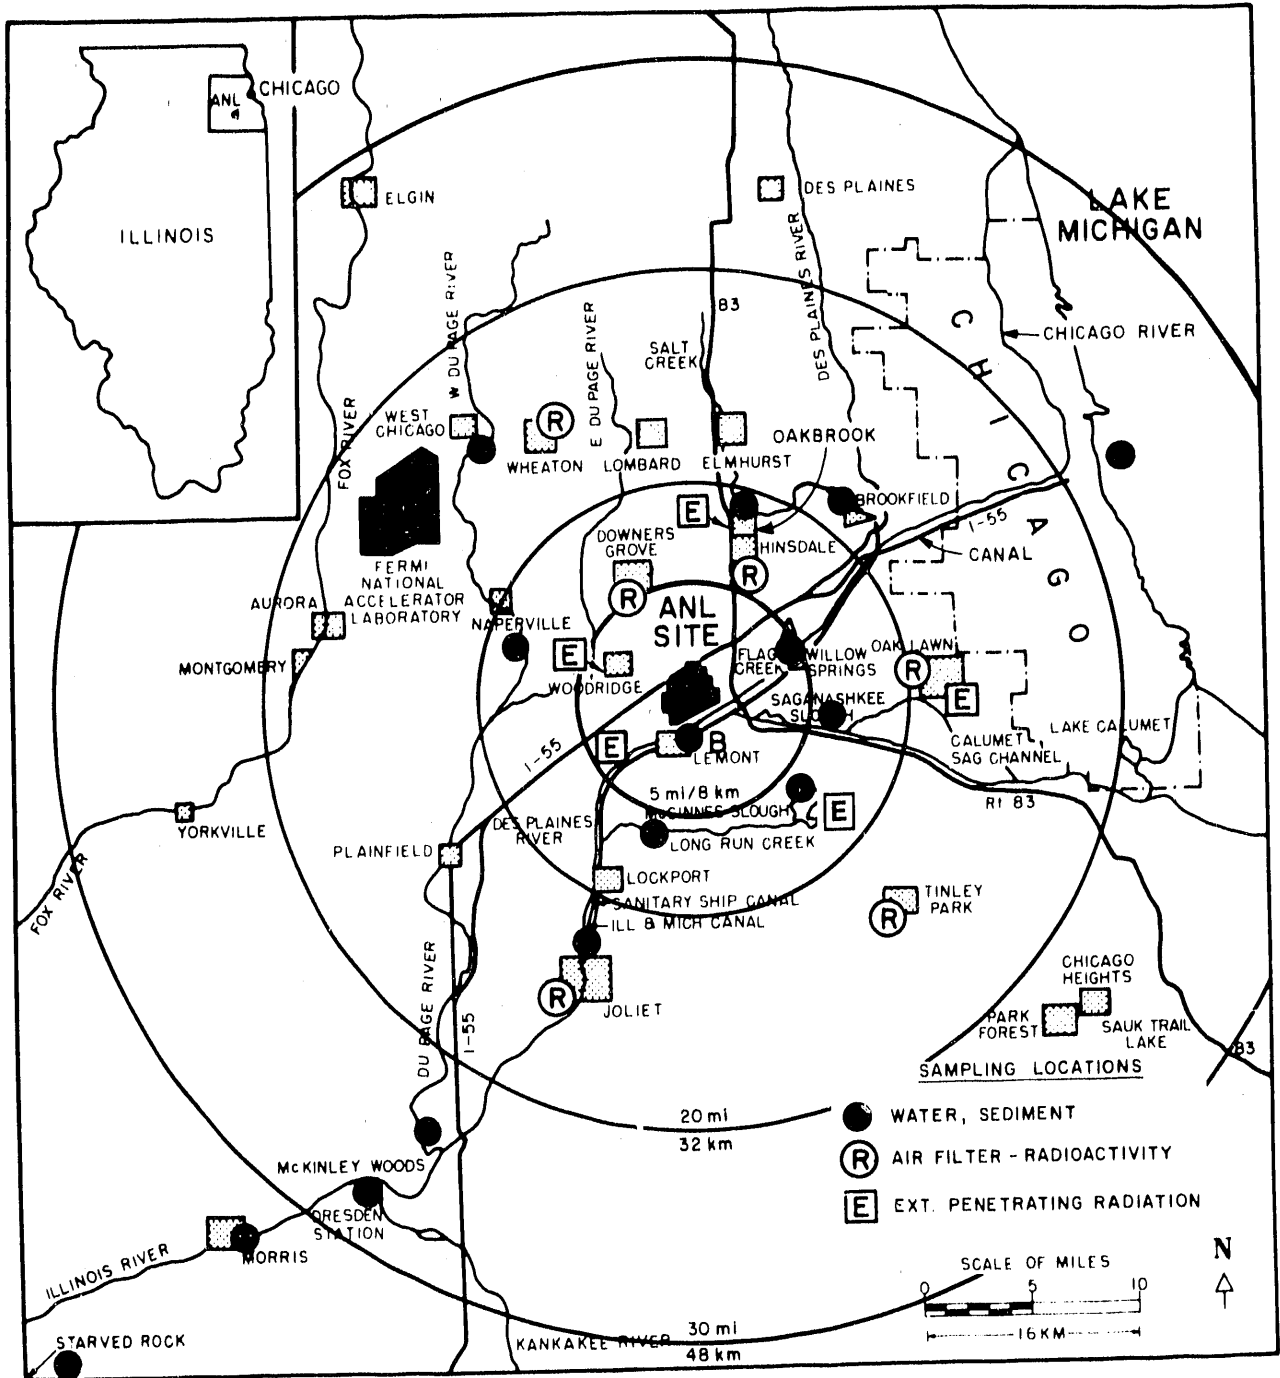 CHICAGO
ANL
ILLINOIS
ELGIN
DES PLAINES
LAKE
MICHIGAN
W DU PAGE RIVER
E DU PAGE RIVER
DES PLAINES RIVER
83
SALT
CREEK
CHICAGO RIVER
CHICAGO
FOX RIVER
WEST
CHICAGO
R
WHEATON
LOMBARD
ELMHURST
OAKBROOK
E
BROOKFIELD
I-55
CANAL
DOWNERS
GROVE
HINSDALE
R
R
FERMI
NATIONAL
ACCELERATOR
LABORATORY
AURORA
NAPERVILLE
MONTGOMERY
ANL
SITE
E
WOODRIDGE
FLAG
CREEK
WILLOW
SPRINGS
OAK LAWN
R
E
SAGANASHKEE
SLOUGH
LAKE CALUMET
CALUMET
SAG CHANNEL
I-55
E
B
LEMONT
5 mi/8 km
Rt 83
McGINNES SLOUGH
E
YORKVILLE
DES PLAINES
RIVER
PLAINFIELD
LONG RUN CREEK
FOX RIVER
LOCKPORT
SANITARY SHIP CANAL
ILL & MICH CANAL
TINLEY
PARK
R
DU PAGE RIVER
R
JOLIET
I-55
CHICAGO
HEIGHTS
PARK
FOREST
SAUK TRAIL
LAKE
83
SAMPLING LOCATIONS
WATER, SEDIMENT
R AIR FILTER - RADIOACTIVITY
E EXT. PENETRATING RADIATION
20 mi
32 km
McKINLEY WOODS
DRESDEN
STATION
MORRIS
ILLINOIS RIVER
STARVED ROCK
KANKAKEE RIVER
30 mi
48 km
SCALE OF MILES
0 5 10
16KM
N